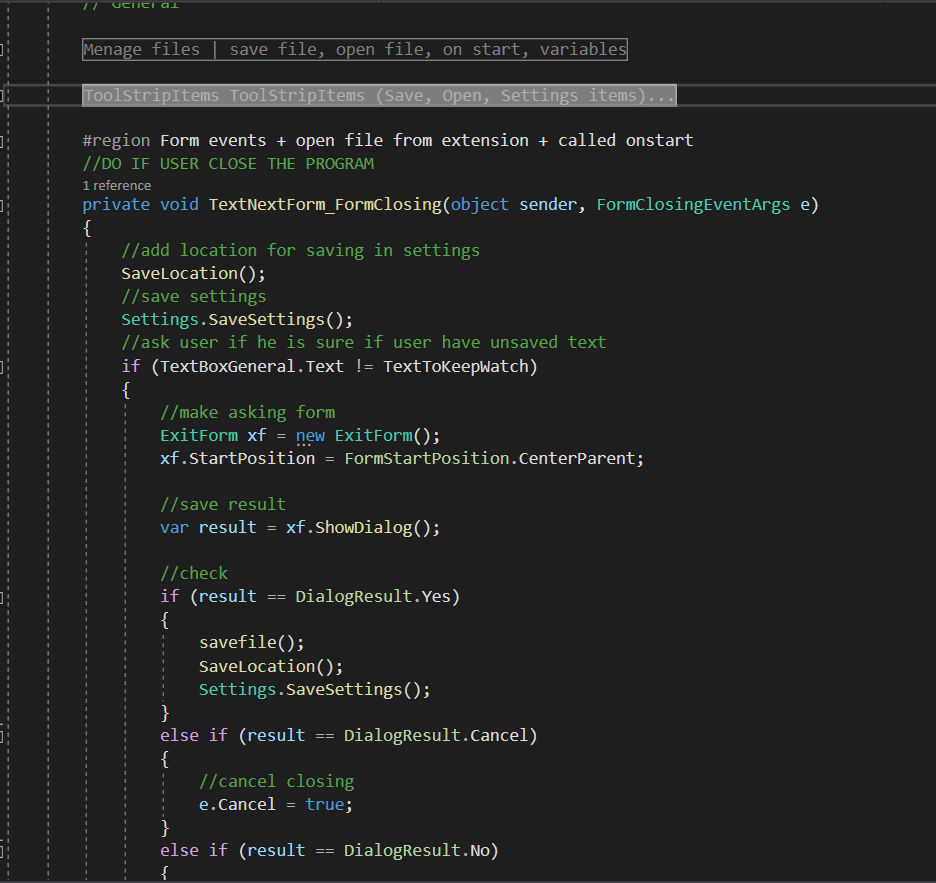 // General
Menage files | save file, open file, on start, variables
ToolStripItems ToolStripItems (Save, Open, Settings items)...
#region Form events + open file from extension + called onstart
//DO IF USER CLOSE THE PROGRAM
1 reference
private void TextNextForm_FormClosing(object sender, FormClosingEventArgs e)
{
//add location for saving in settings
SaveLocation();
//save settings
Settings.SaveSettings();
//ask user if he is sure if user have unsaved text
if (TextBoxGeneral.Text != TextToKeepWatch)
{
//make asking form
ExitForm xf = new ExitForm();
xf.StartPosition = FormStartPosition.CenterParent;
//save result
var result = xf.ShowDialog();
//check
if (result == DialogResult.Yes)
{
savefile();
SaveLocation();
Settings.SaveSettings();
}
else if (result == DialogResult.Cancel)
{
//cancel closing
e.Cancel = true;
}
else if (result == DialogResult.No)
{